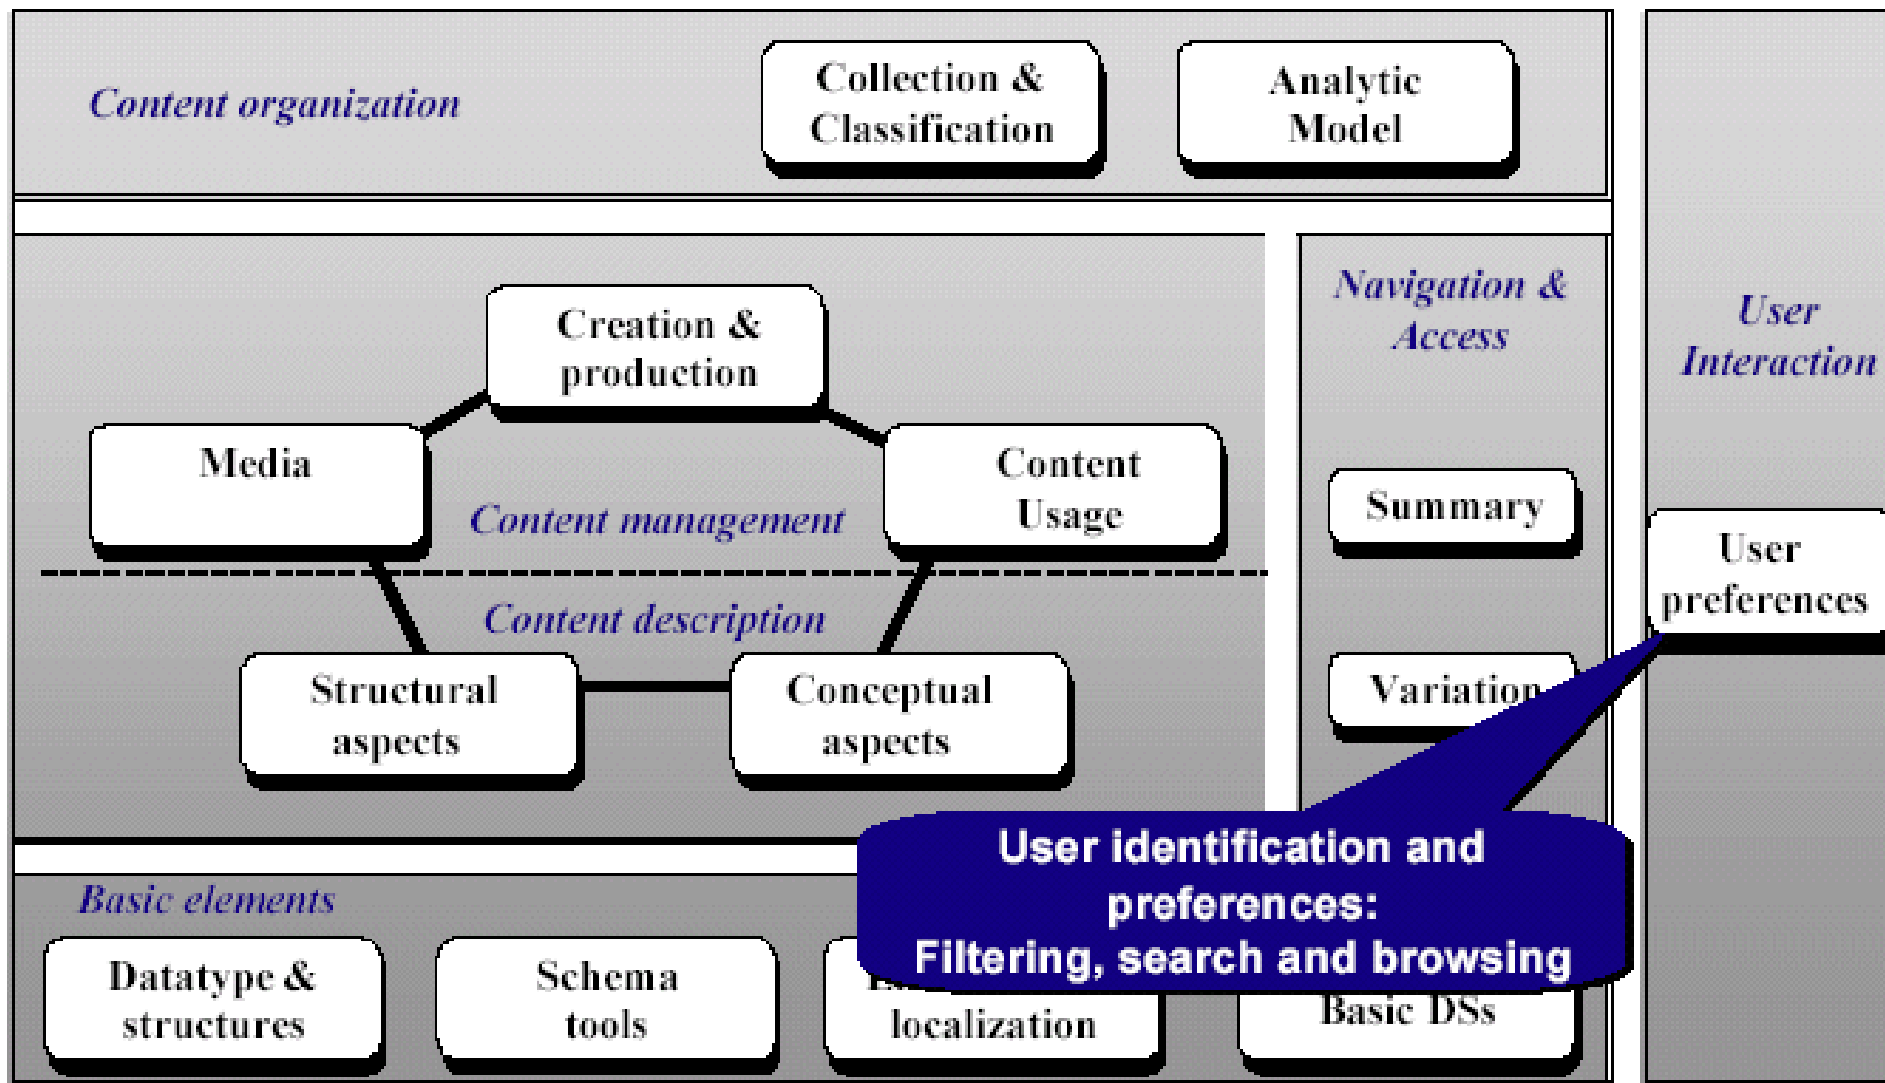 Content organization
Collection &
Classification
Analytic
Model
Creation &
production
Media
Content
Usage
Content management
Content description
Structural
aspects
Conceptual
aspects
Navigation &
Access
Summary
Variation
User
Interaction
User
preferences
User identification and
preferences:
Filtering, search and browsing
Basic elements
Datatype &
structures
Schema
tools
localization
Basic DSs